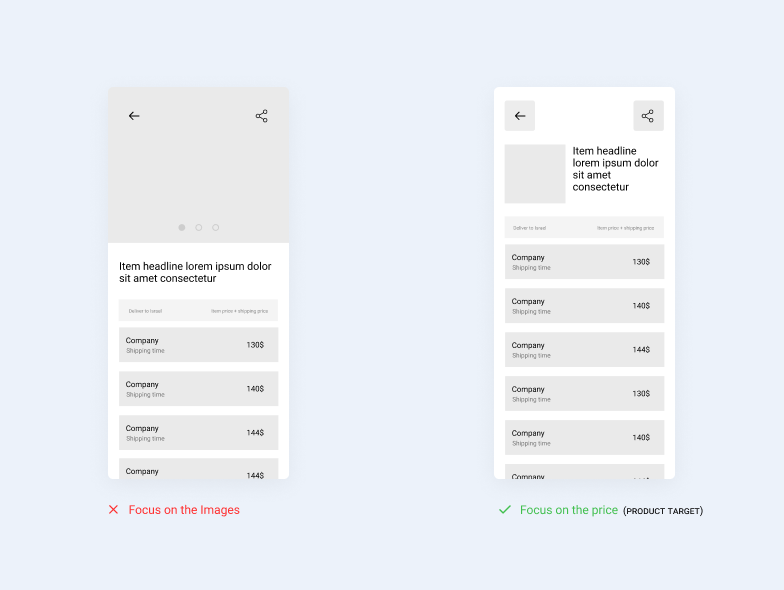 Item headline lorem ipsum dolor
sit amet consectetur
Deliver to Israel
Item price + shipping price
Company
Shipping time
130$
Company
Shipping time
140$
Company
Shipping time
144$
Company
144$
Focus on the Images
Item headline
lorem ipsum dolor
sit amet
consectetur
Deliver to Israel
Item price + shipping price
Company
Shipping time
130$
Company
Shipping time
140$
Company
Shipping time
144$
Company
Shipping time
130$
Company
Shipping time
140$
Company
Focus on the price (PRODUCT TARGET)